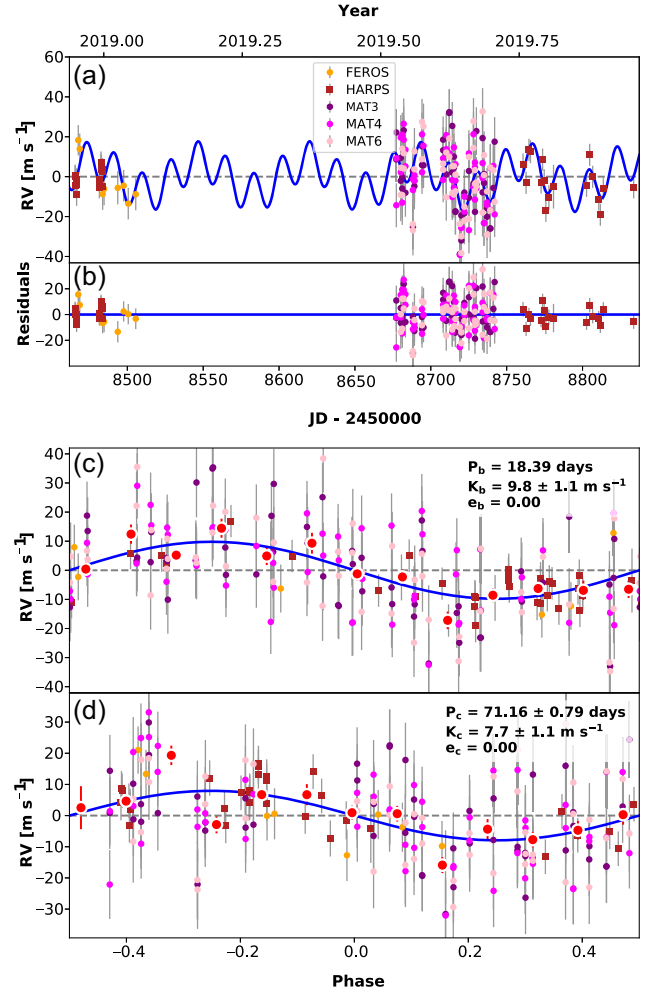 Year
2019.00 2019.25 2019.50 2019.75
(a)
FEROS
HARPS
MAT3
MAT4
MAT6
60
40
20
0
−20
−40
RV [m s⁻¹]
(b)
20
0
−20
Residuals
8500 8550 8600 8650 8700 8750 8800
JD - 2450000
(c)
P_b = 18.39 days
K_b = 9.8 ± 1.1 m s⁻¹
e_b = 0.00
40
30
20
10
0
−10
−20
−30
−40
RV [m s⁻¹]
(d)
P_c = 71.16 ± 0.79 days
K_c = 7.7 ± 1.1 m s⁻¹
e_c = 0.00
30
20
10
0
−10
−20
−30
RV [m s⁻¹]
−0.4 −0.2 0.0 0.2 0.4
Phase